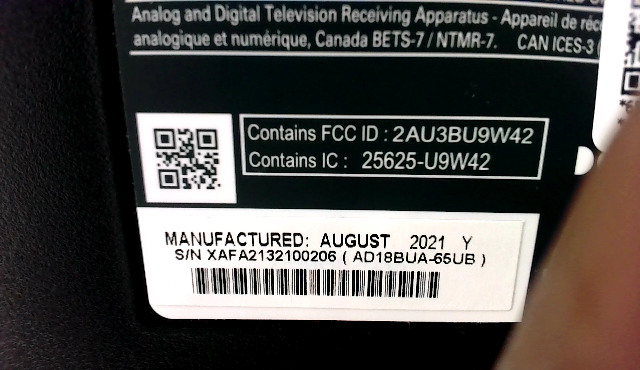 Analog and Digital Television Receiving Apparatus - Appareil de réc
analogique et numérique, Canada BETS-7 / NTMR-7. CAN ICES-3 (
Contains FCC ID : 2AU3BU9W42
Contains IC : 25625-U9W42
MANUFACTURED: AUGUST 2021 Y
S/N XAFA2132100206 ( AD18BUA-65UB )